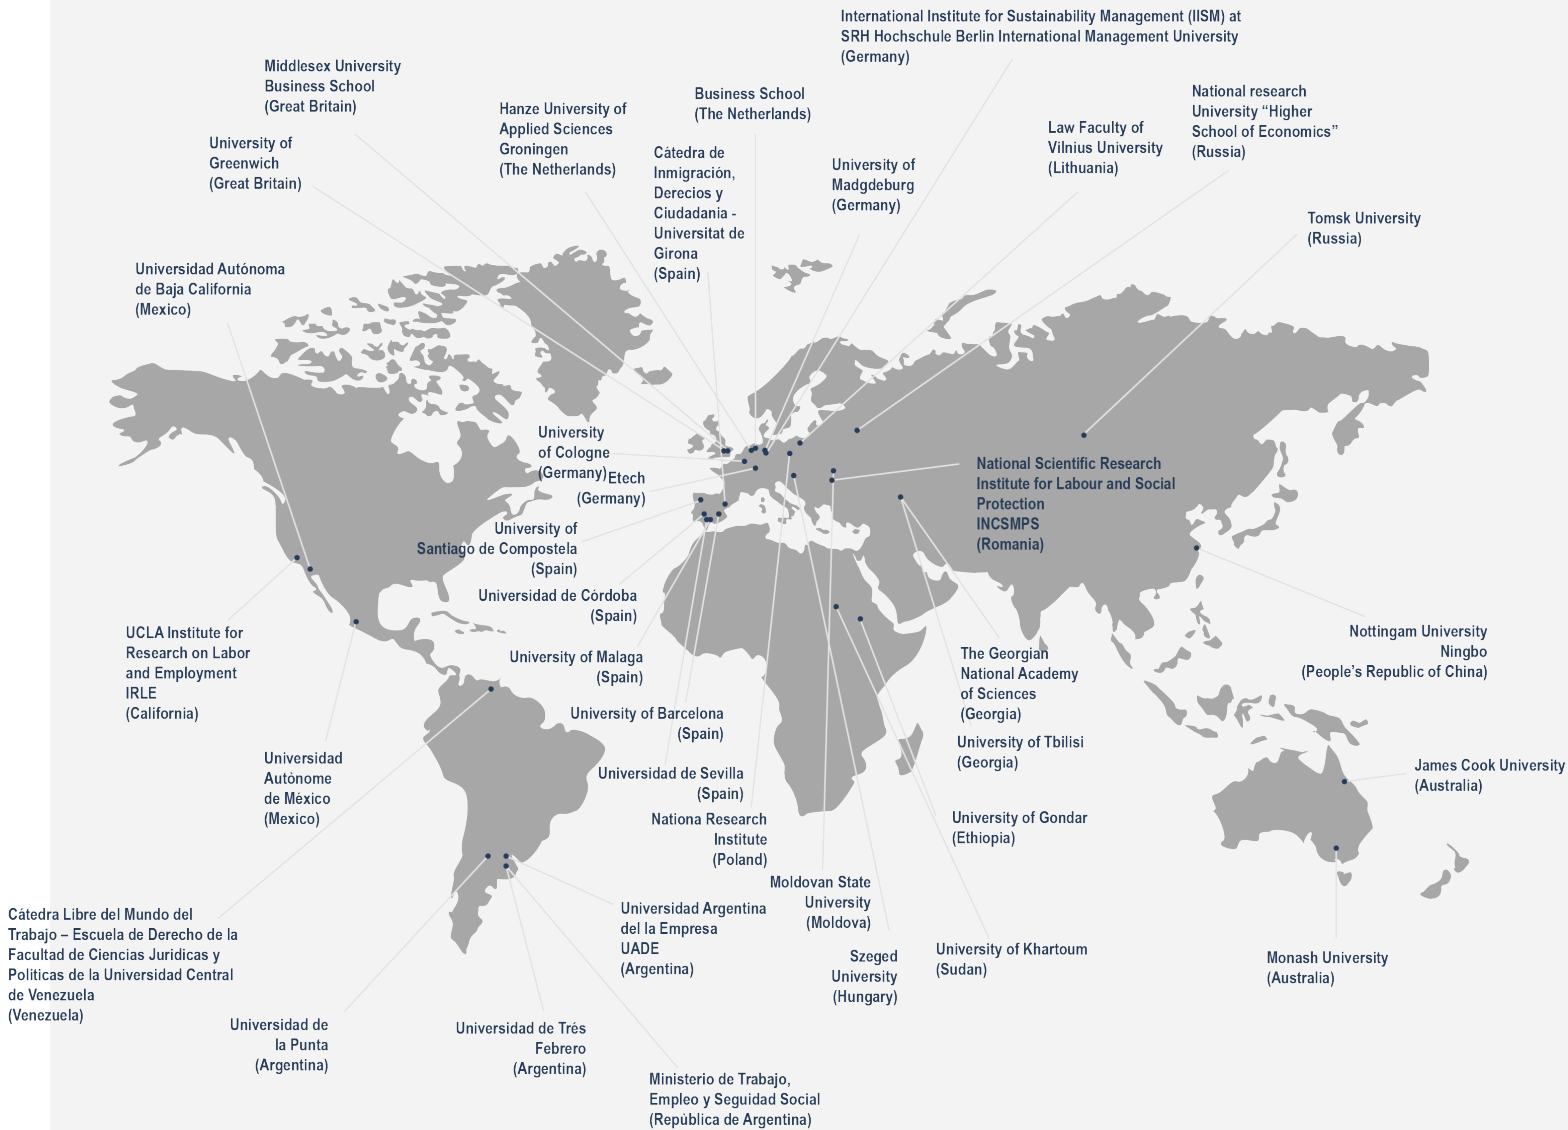 International Institute for Sustainability Management (IISM) at
SRH Hochschule Berlin International Management University
(Germany)
Middlesex University
Business School
(Great Britain)
Business School
(The Netherlands)
National research
University “Higher
School of Economics”
(Russia)
Hanze University of
Applied Sciences
Groningen
(The Netherlands)
Law Faculty of
Vilnius University
(Lithuania)
University of
Greenwich
(Great Britain)
Cátedra de
Inmigración,
Derecios y
Ciudadania -
Universitat de
Girona
(Spain)
University of
Madgdeburg
(Germany)
Tomsk University
(Russia)
Universidad Autónoma
de Baja California
(Mexico)
University
of Cologne
(Germany)
Etech
(Germany)
National Scientific Research
Institute for Labour and Social
Protection
INCSMPS
(Romania)
University of
Santiago de Compostela
(Spain)
Universidad de Córdoba
(Spain)
UCLA Institute for
Research on Labor
and Employment
IRLE
(California)
Nottingam University
Ningbo
(People’s Republic of China)
University of Malaga
(Spain)
The Georgian
National Academy
of Sciences
(Georgia)
University of Barcelona
(Spain)
University of Tbilisi
(Georgia)
Universidad
Autònome
de México
(Mexico)
Universidad de Sevilla
(Spain)
James Cook University
(Australia)
Nationa Research
Institute
(Poland)
University of Gondar
(Ethiopia)
Moldovan State
University
(Moldova)
Cátedra Libre del Mundo del
Trabajo – Escuela de Derecho de la
Facultad de Ciencias Jurídicas y
Politicas de la Universidad Central
de Venezuela
(Venezuela)
Universidad Argentina
del la Empresa
UADE
(Argentina)
University of Khartoum
(Sudan)
Szeged
University
(Hungary)
Monash University
(Australia)
Universidad de
la Punta
(Argentina)
Universidad de Trés
Febrero
(Argentina)
Ministerio de Trabajo,
Empleo y Seguidad Social
(República de Argentina)